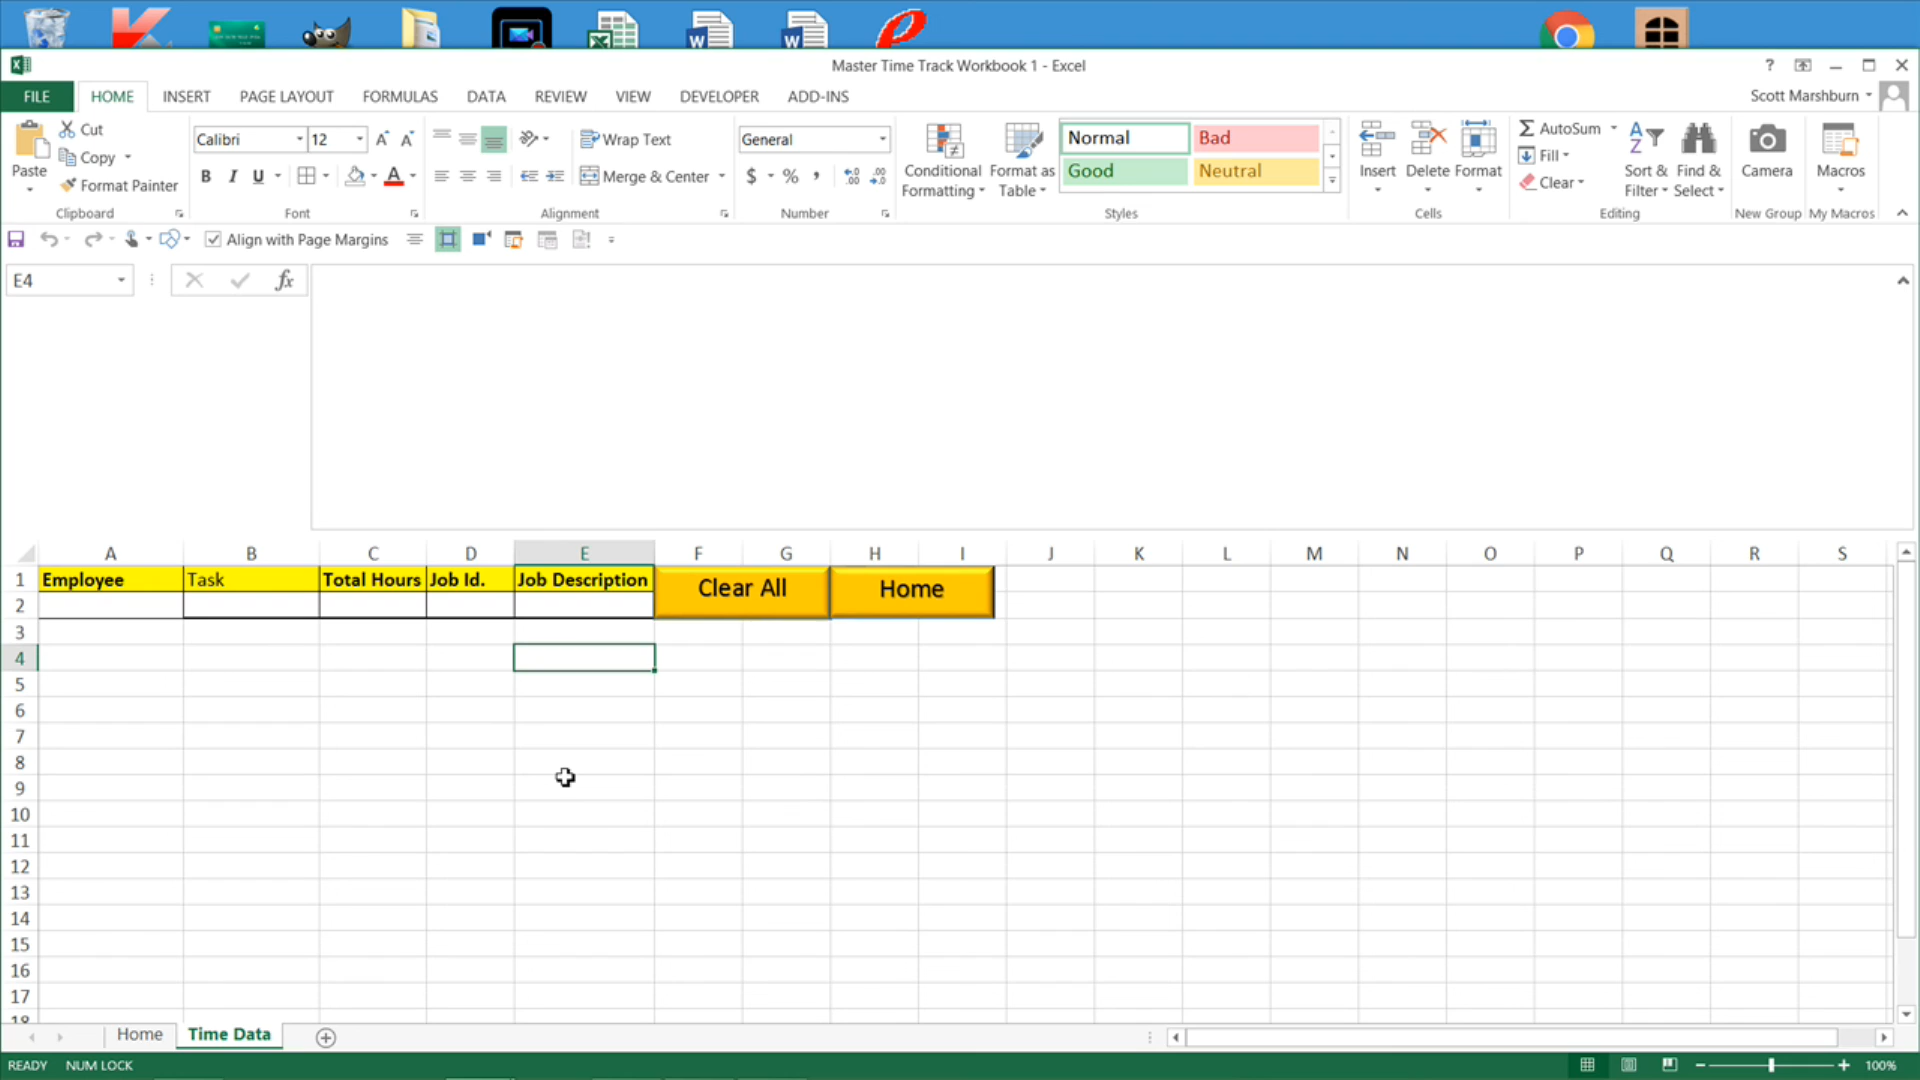 Master Time Track Workbook 1 - Excel
?
FILE HOME INSERT PAGE LAYOUT FORMULAS DATA REVIEW VIEW DEVELOPER ADD-INS
Scott Marshburn
Paste
Cut
Copy
Format Painter
Clipboard
Calibri 12
B I U
Font
Wrap Text
Merge & Center
Alignment
General
$ % ,
Number
Conditional Formatting
Format as Table
Normal Bad
Good Neutral
Styles
Insert Delete Format
Cells
AutoSum
Fill
Clear
Sort & Filter
Find & Select
Editing
Camera
New Group
Macros
My Macros
Align with Page Margins
E4 fx
A B C D E F G H I J K L M N O P Q R S
1 Employee Task Total Hours Job Id. Job Description Clear All Home
2
3
4
5
6
7
8
9
10
11
12
13
14
15
16
17
18
Home Time Data
READY NUM LOCK 100%